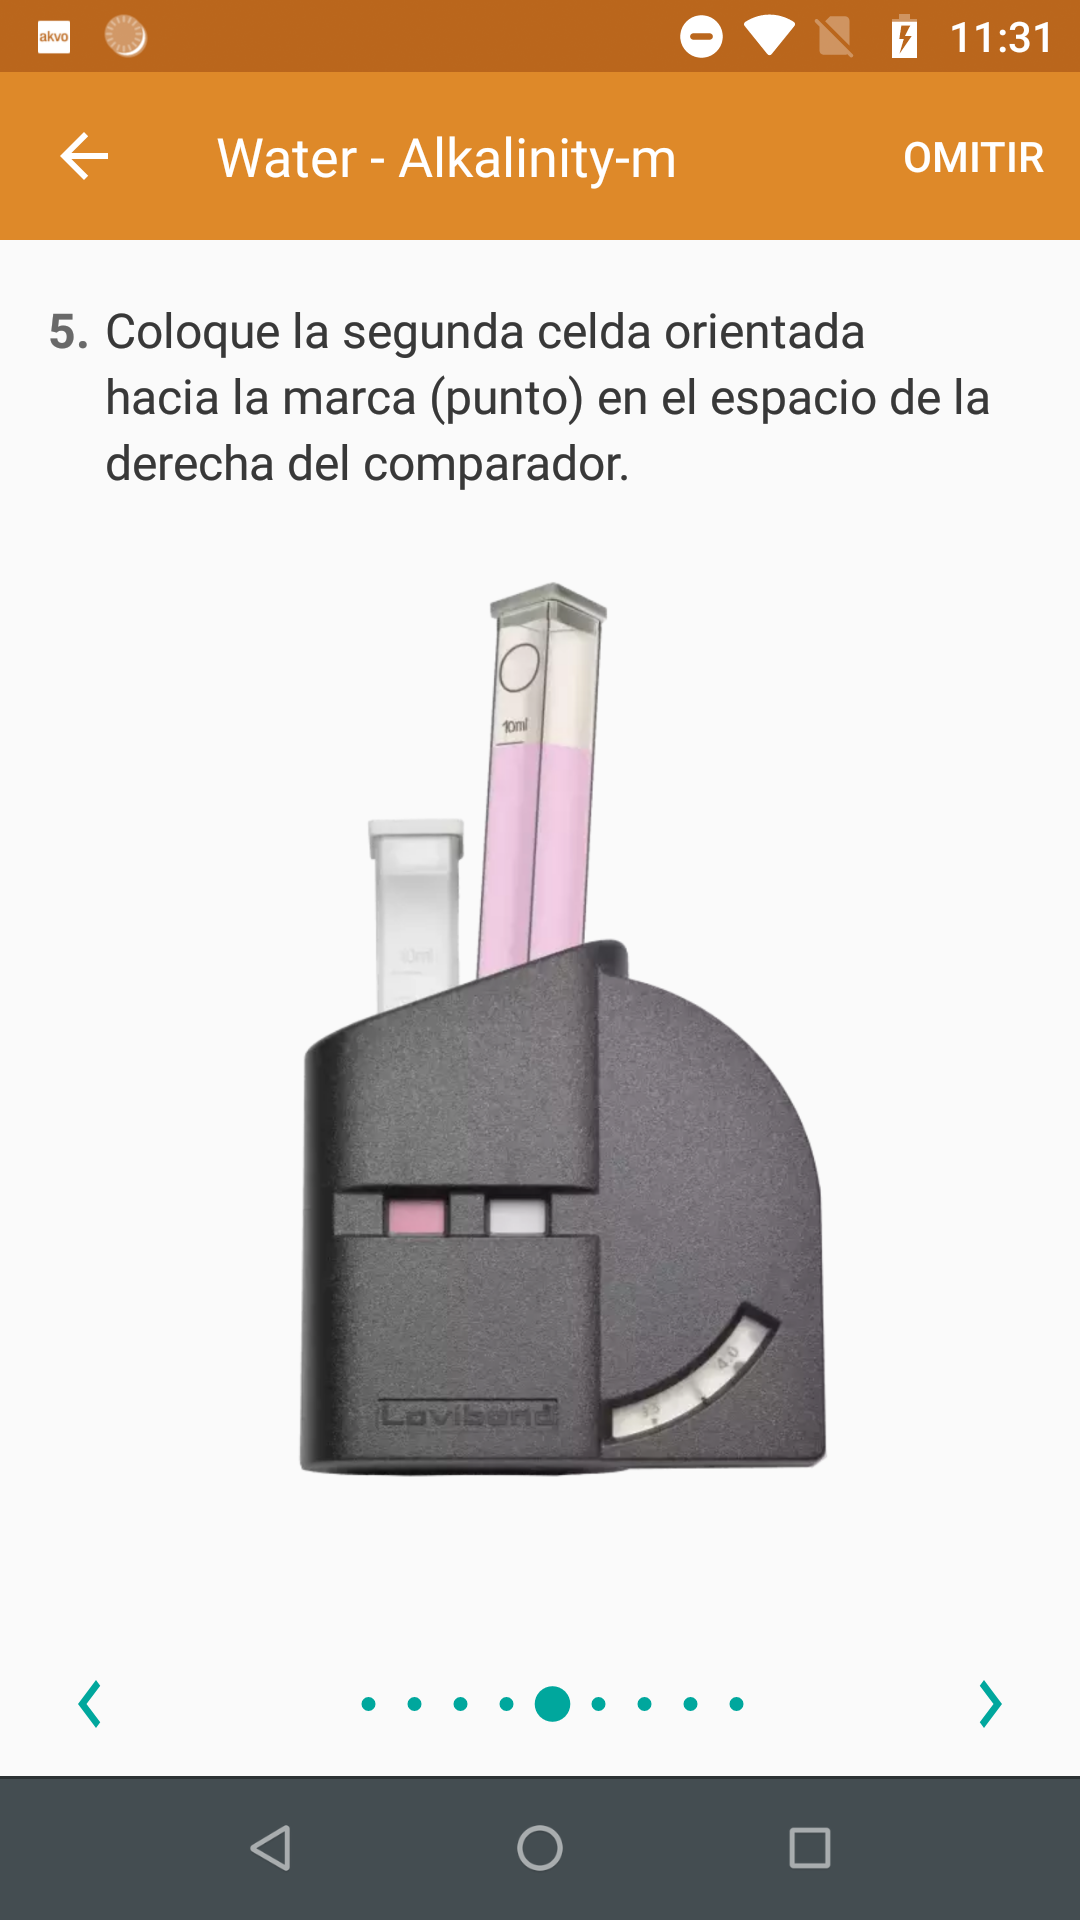 akvo
11:31
Water - Alkalinity-m
OMITIR
5. Coloque la segunda celda orientada
hacia la marca (punto) en el espacio de la
derecha del comparador.
10ml
10ml
Lovibond
4.0
3.5